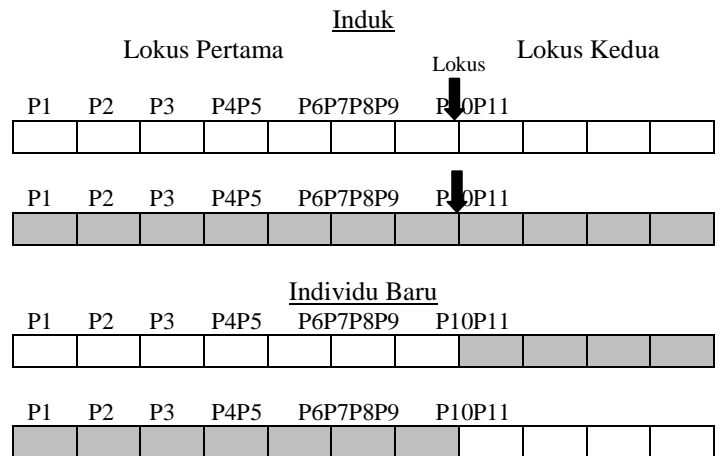 Induk
Lokus Pertama Lokus Kedua
Lokus
P1 P2 P3 P4P5 P6P7P8P9 P10P11
P1 P2 P3 P4P5 P6P7P8P9 P10P11
Individu Baru
P1 P2 P3 P4P5 P6P7P8P9 P10P11
P1 P2 P3 P4P5 P6P7P8P9 P10P11